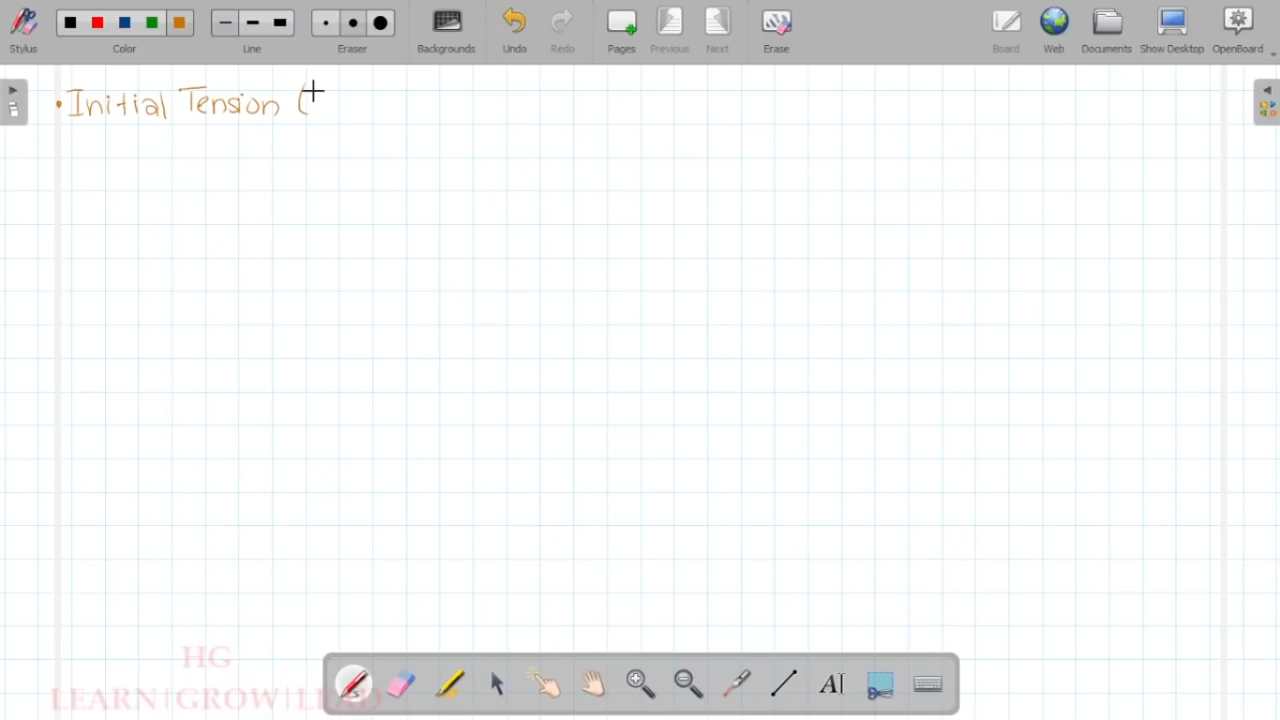 Stylus
Color
Line
Eraser
Backgrounds
Undo
Redo
Pages
Previous
Next
Erase
Board
Web
Documents
Show Desktop
OpenBoard
• Initial Tension (
HG
LEARN|GROW|LEAD